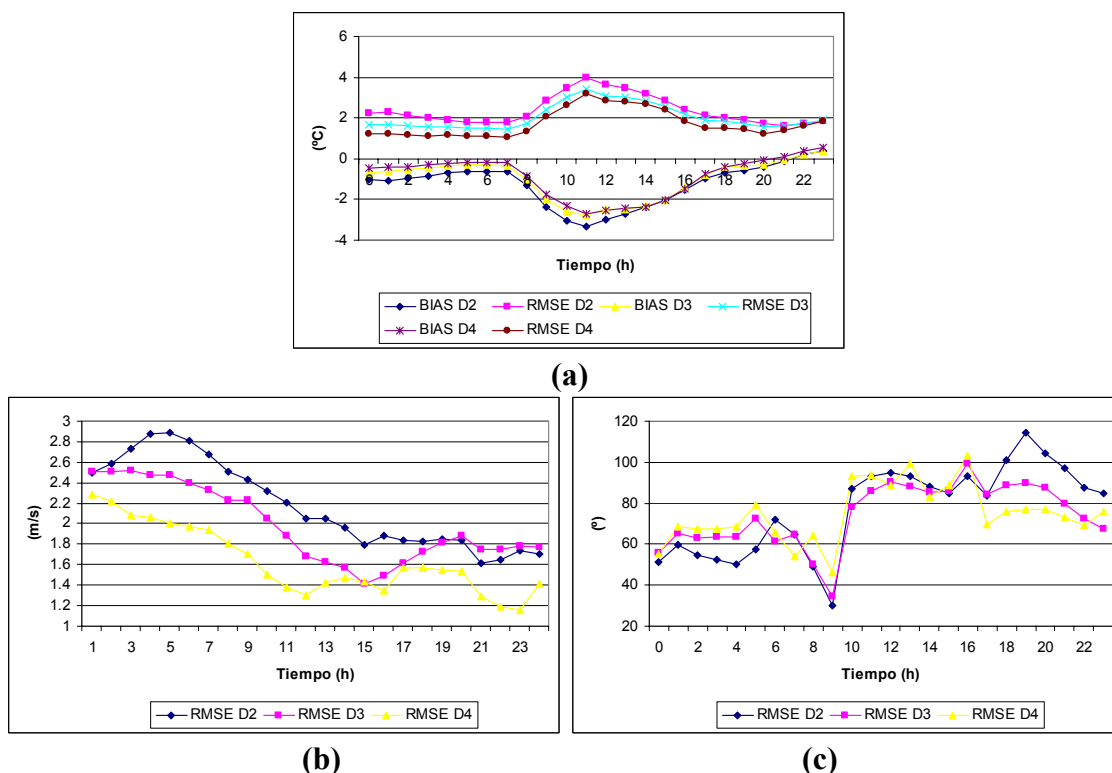 6
4
2
0
-2
-4
(ºC)
0 2 4 6 8 10 12 14 16 18 20 22
Tiempo (h)
BIAS D2 RMSE D2 BIAS D3 RMSE D3
BIAS D4 RMSE D4
(a)
3
2.8
2.6
2.4
2.2
2
1.8
1.6
1.4
1.2
1
(m/s)
1 3 5 7 9 11 13 15 17 19 21 23
Tiempo (h)
RMSE D2 RMSE D3 RMSE D4
(b)
120
100
80
60
40
20
(º)
0 2 4 6 8 10 12 14 16 18 20 22
Tiempo (h)
RMSE D2 RMSE D3 RMSE D4
(c)